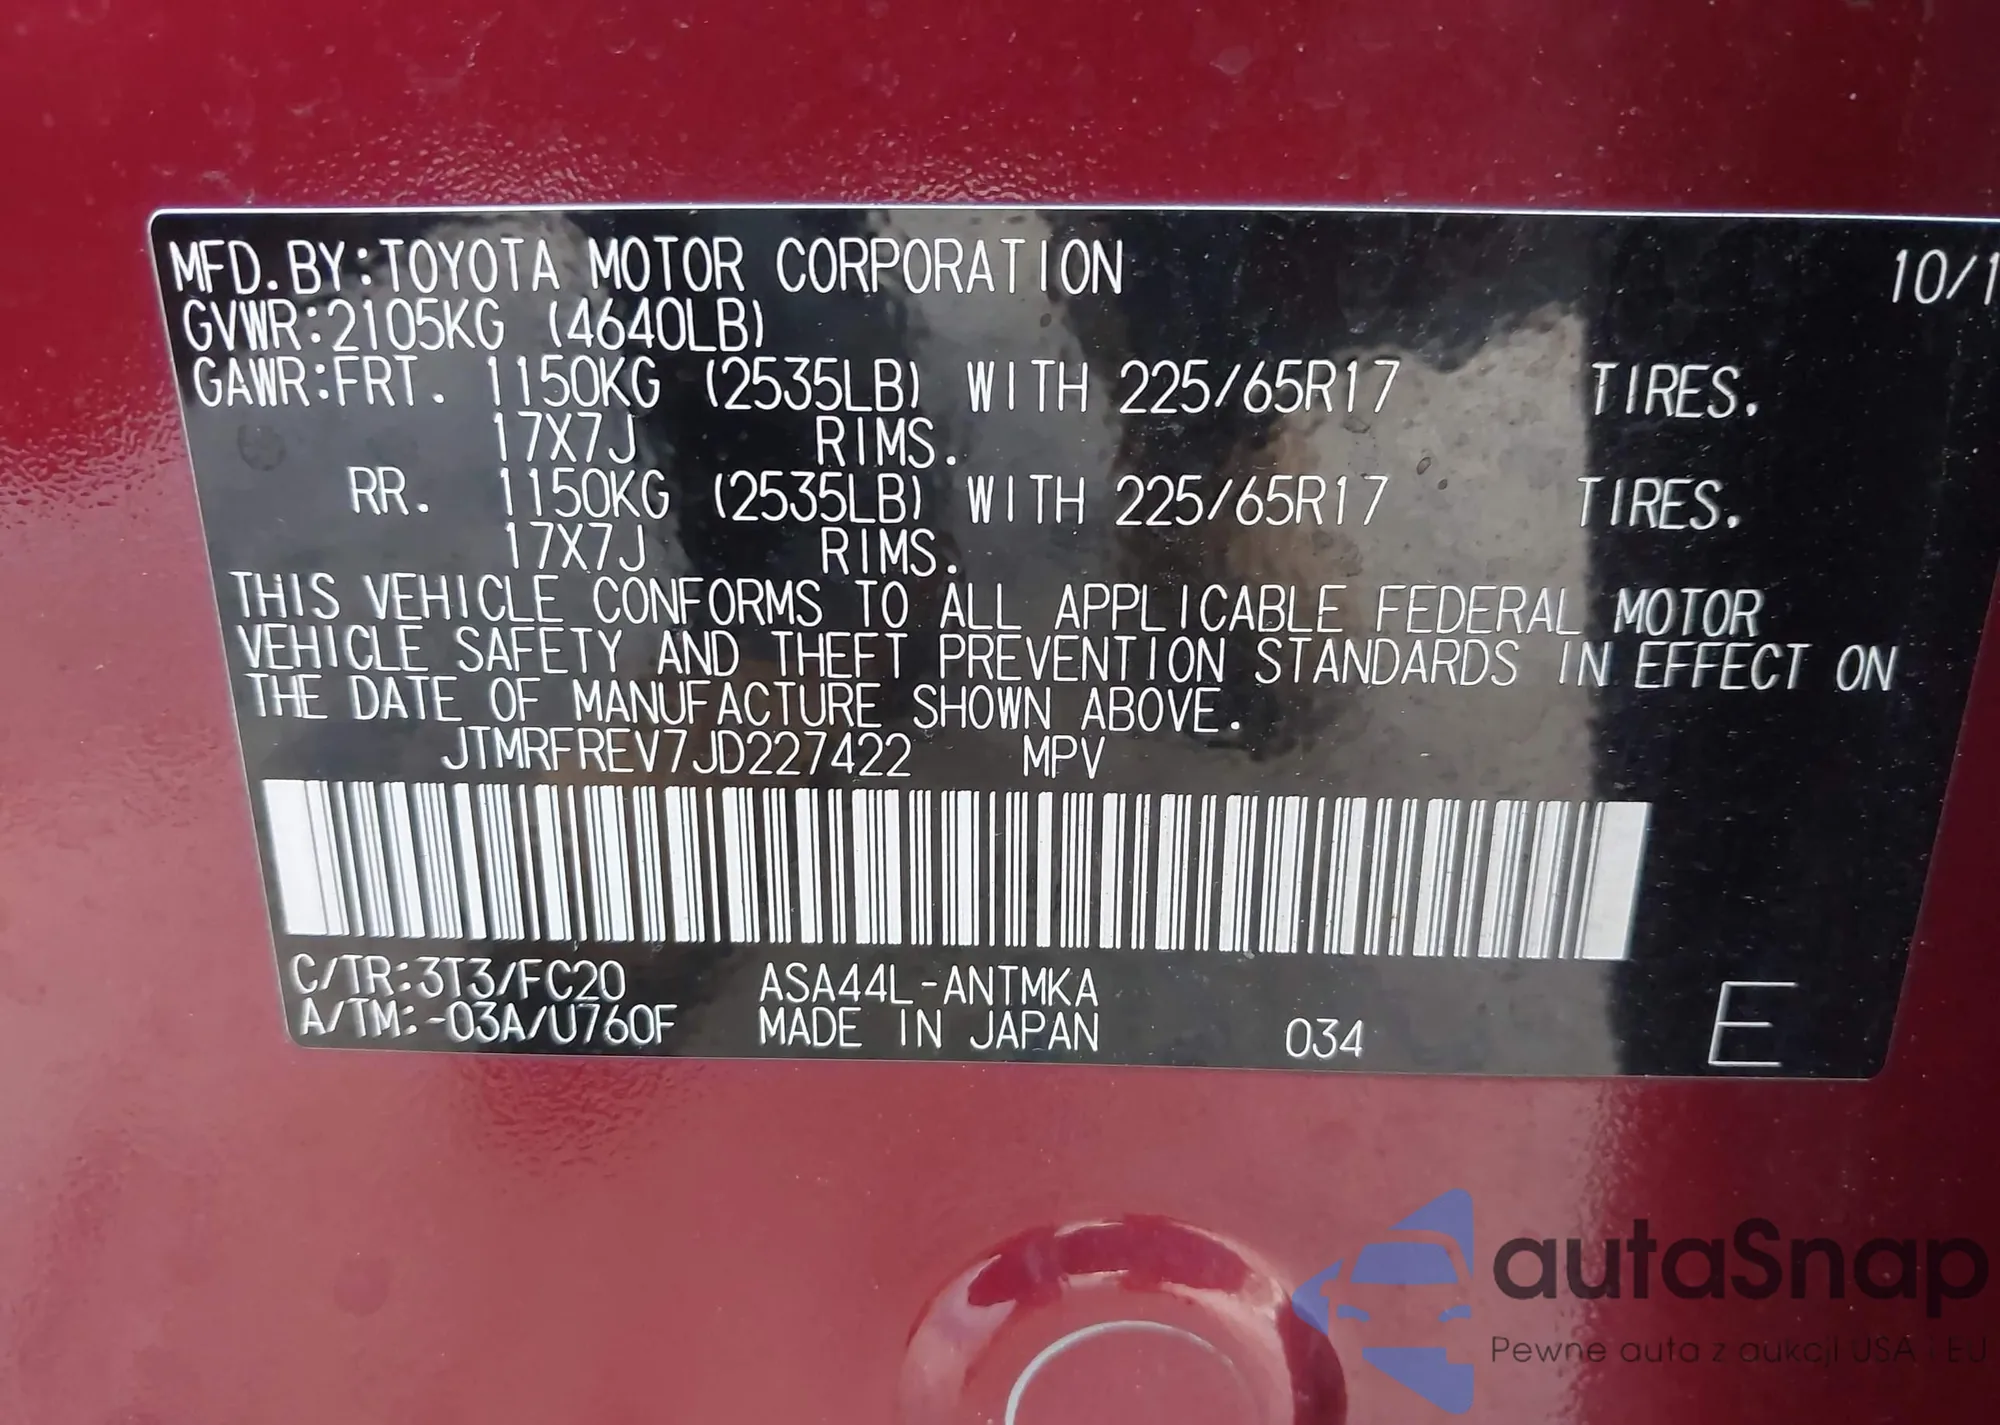 MFD.BY:TOYOTA MOTOR CORPORATION 10/1
GVWR:2105KG (4640LB)
GAWR:FRT. 1150KG (2535LB) WITH 225/65R17 TIRES.
17X7J RIMS.
RR. 1150KG (2535LB) WITH 225/65R17 TIRES.
17X7J RIMS.
THIS VEHICLE CONFORMS TO ALL APPLICABLE FEDERAL MOTOR
VEHICLE SAFETY AND THEFT PREVENTION STANDARDS IN EFFECT ON
THE DATE OF MANUFACTURE SHOWN ABOVE.
JTMRFREV7JD227422 MPV
C/TR:3T3/FC20 ASA44L-ANTMKA
A/TM:-03A/U760F MADE IN JAPAN 034 E
autaSnap
Pewne auta z aukcji USA i EU